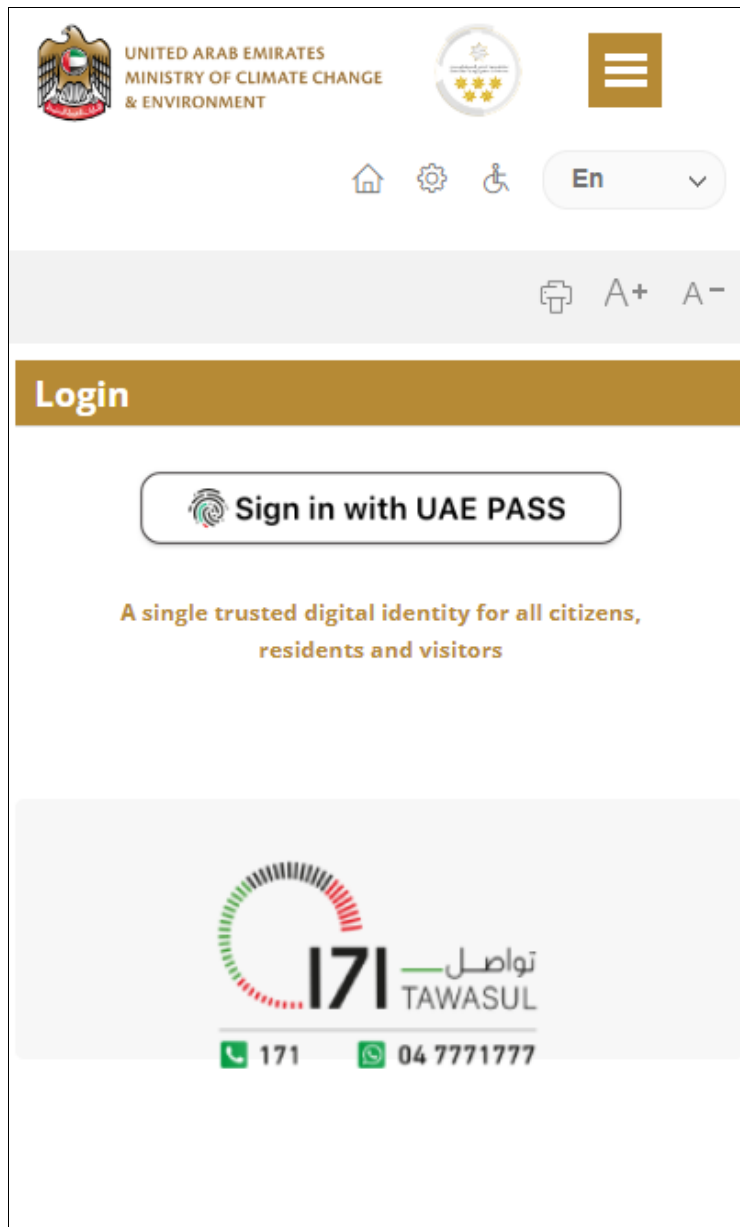 UNITED ARAB EMIRATES
MINISTRY OF CLIMATE CHANGE
& ENVIRONMENT
En
A+ A-
Login
Sign in with UAE PASS
A single trusted digital identity for all citizens,
residents and visitors
171 تواصل
TAWASUL
171 04 7771777